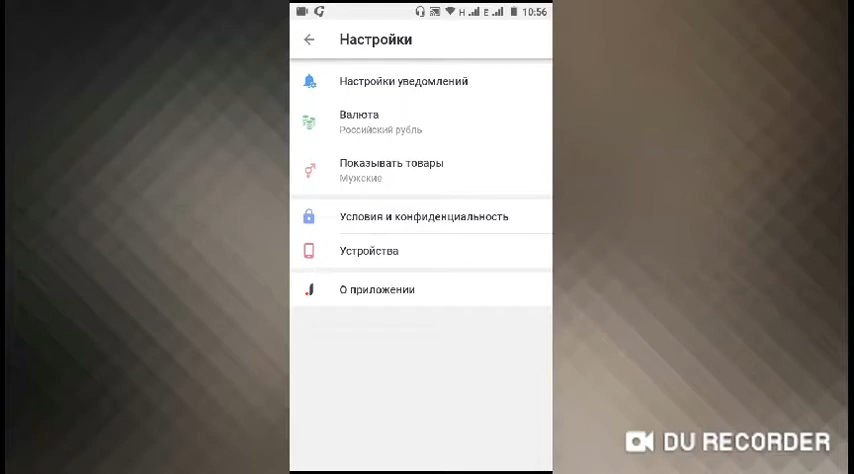 H E 10:56
Настройки
Настройки уведомлений
Валюта
Российский рубль
Показывать товары
Мужские
Условия и конфиденциальность
Устройства
О приложении
DU RECORDER